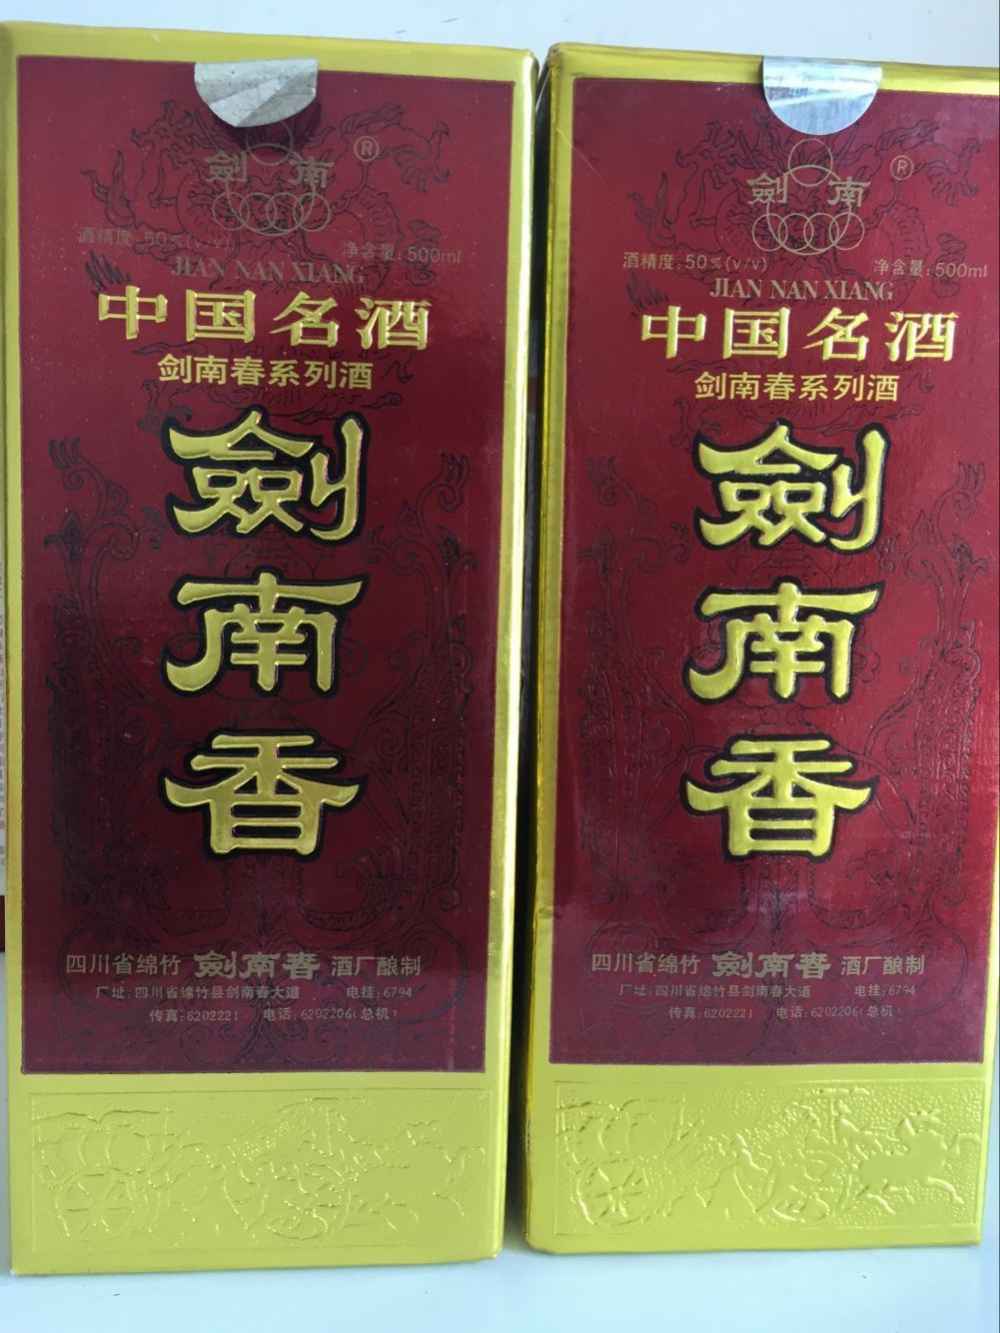 劍 南 ®
酒精度：50%(v/v)
净含量：500ml
JIAN NAN XIANG
中国名酒
剑南春系列酒
劍
南
香
四川省绵竹 劍南春 酒厂酿制
厂址：四川省绵竹县剑南春大道 电挂：6794
传真：6202221 电话：6202206(总机)
劍 南 ®
酒精度：50%(v/v)
净含量：500ml
JIAN NAN XIANG
中国名酒
剑南春系列酒
劍
南
香
四川省绵竹 劍南春 酒厂酿制
厂址：四川省绵竹县剑南春大道 电挂：6794
传真：6202221 电话：6202206(总机)